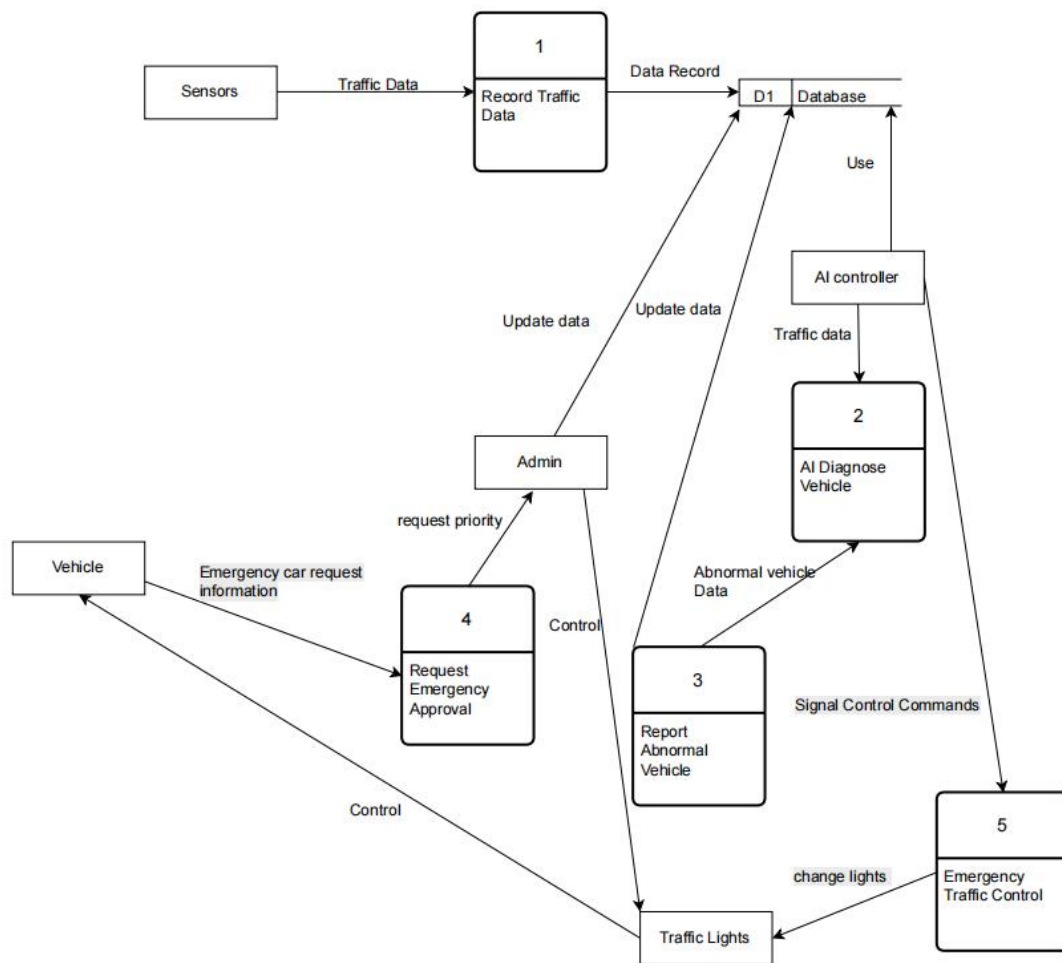 1
Sensors
Traffic Data
Record Traffic
Data
Data Record
D1
Database
Use
AI controller
Update data
Update data
Traffic data
2
AI Diagnose
Vehicle
Admin
request priority
Vehicle
Emergency car request
information
4
Request
Emergency
Approval
Control
Abnormal vehicle
Data
3
Report
Abnormal
Vehicle
Signal Control Commands
Control
5
Emergency
Traffic Control
change lights
Traffic Lights